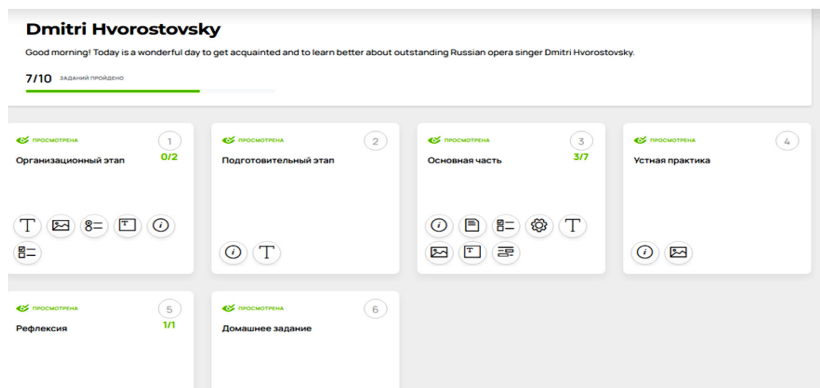 Dmitri Hvorostovsky
Good morning! Today is a wonderful day to get acquainted and to learn better about outstanding Russian opera singer Dmitri Hvorostovsky.
7/10 ЗАДАНИЙ ПРОЙДЕНО
ПРОСМОТРЕНА 1
Организационный этап 0/2
ПРОСМОТРЕНА 2
Подготовительный этап
ПРОСМОТРЕНА 3
Основная часть 3/7
ПРОСМОТРЕНА 4
Устная практика
ПРОСМОТРЕНА 5
Рефлексия 1/1
ПРОСМОТРЕНА 6
Домашнее задание